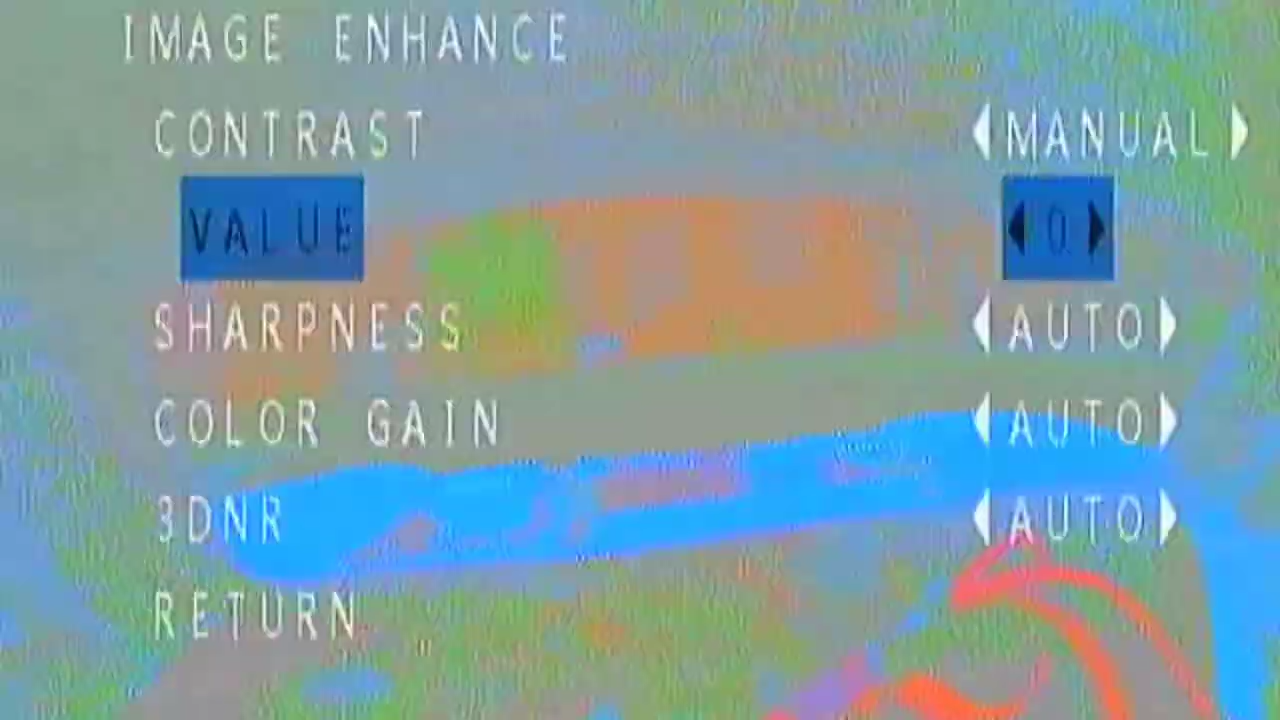 IMAGE ENHANCE
CONTRAST ◀MANUAL▶
VALUE ◀0▶
SHARPNESS ◀AUTO▶
COLOR GAIN ◀AUTO▶
3DNR ◀AUTO▶
RETURN